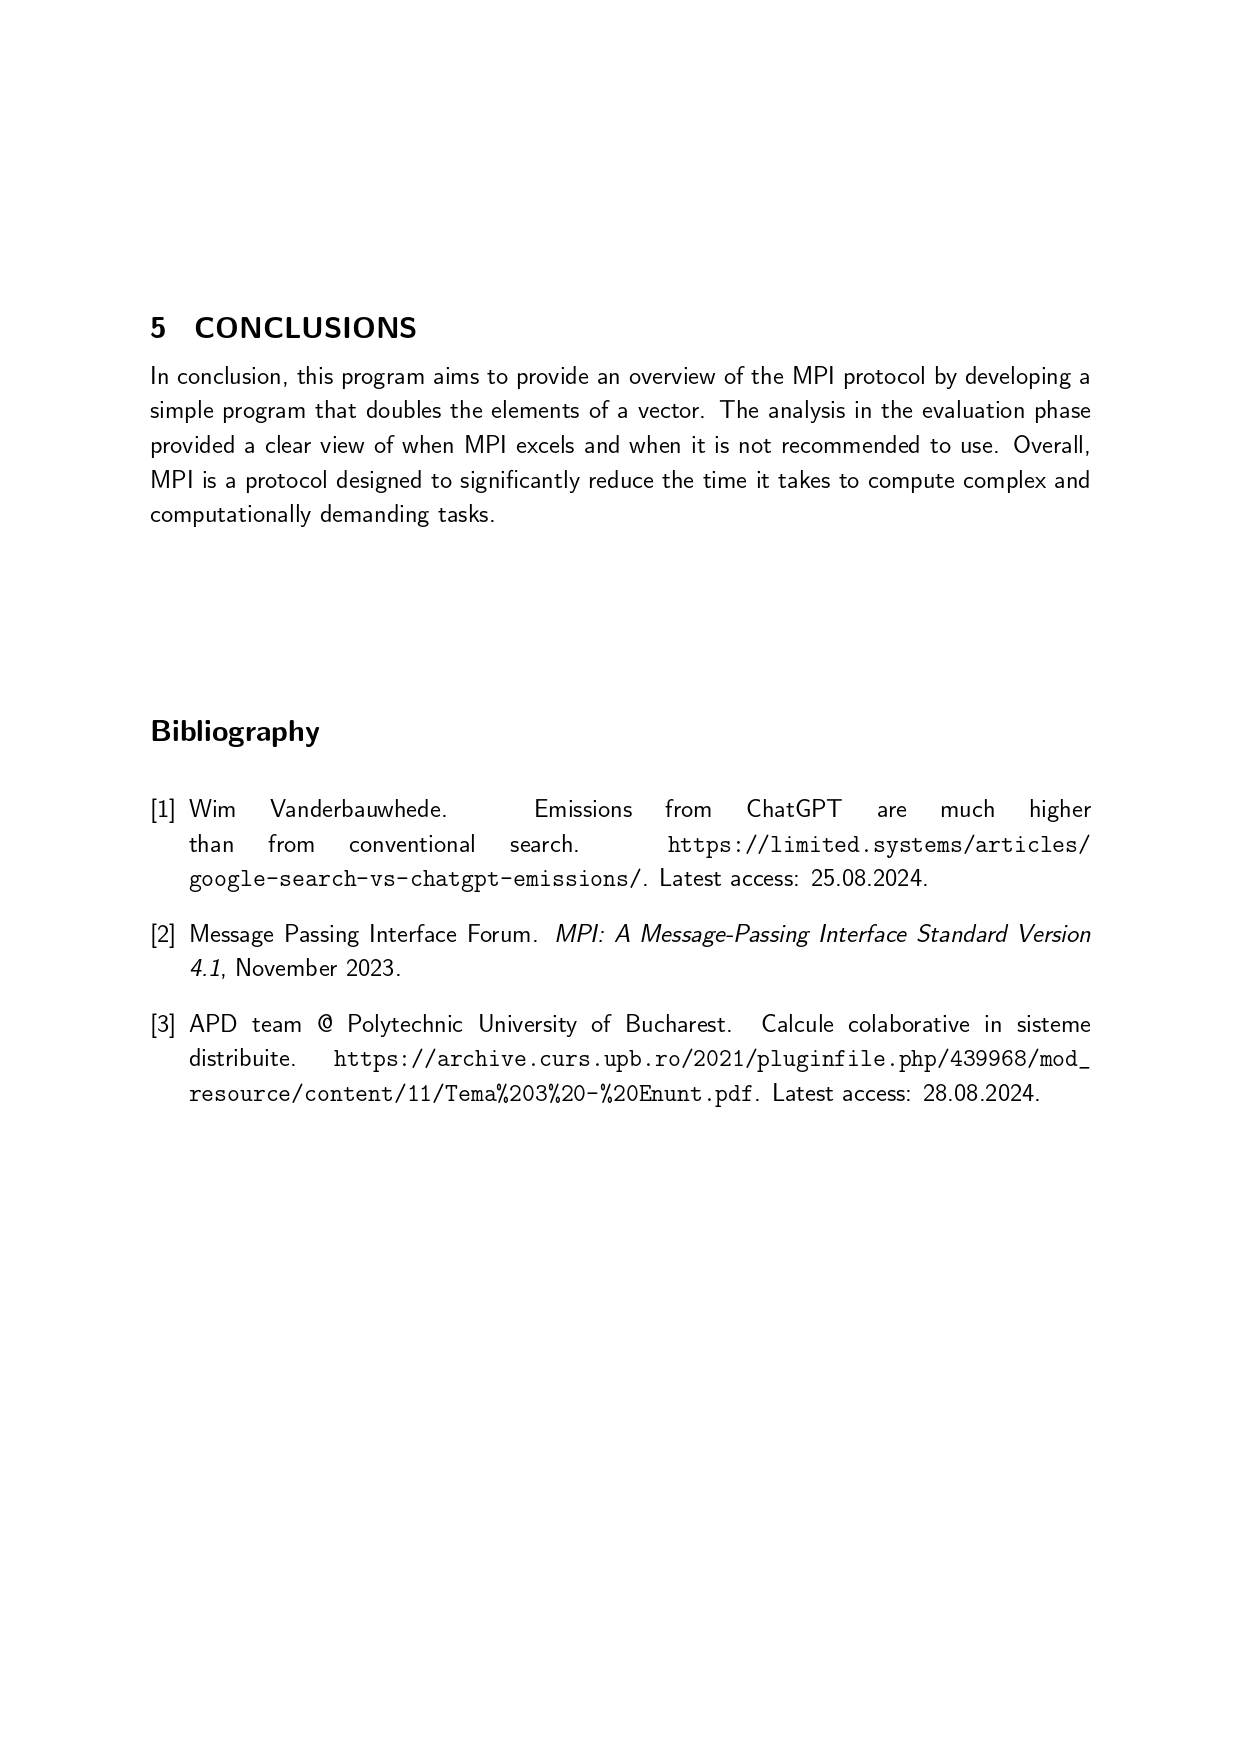 5 CONCLUSIONS
In conclusion, this program aims to provide an overview of the MPI protocol by developing a
simple program that doubles the elements of a vector. The analysis in the evaluation phase
provided a clear view of when MPI excels and when it is not recommended to use. Overall,
MPI is a protocol designed to significantly reduce the time it takes to compute complex and
computationally demanding tasks.
Bibliography
[1] Wim Vanderbauwhede. Emissions from ChatGPT are much higher
than from conventional search. https://limited.systems/articles/
google-search-vs-chatgpt-emissions/. Latest access: 25.08.2024.
[2] Message Passing Interface Forum. MPI: A Message-Passing Interface Standard Version
4.1, November 2023.
[3] APD team @ Polytechnic University of Bucharest. Calcule colaborative in sisteme
distribuite. https://archive.curs.upb.ro/2021/pluginfile.php/439968/mod_
resource/content/11/Tema%203%20-%20Enunt.pdf. Latest access: 28.08.2024.